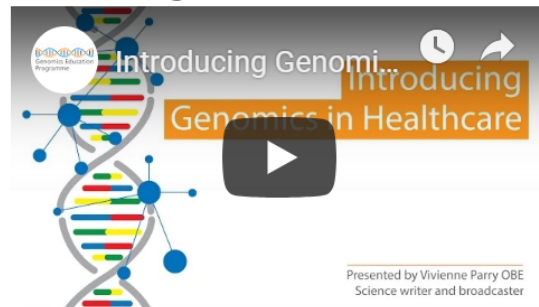 Genomics Education
Programme
Introducing Genomi...
Introducing
Genomics in Healthcare
Presented by Vivienne Parry OBE
Science writer and broadcaster